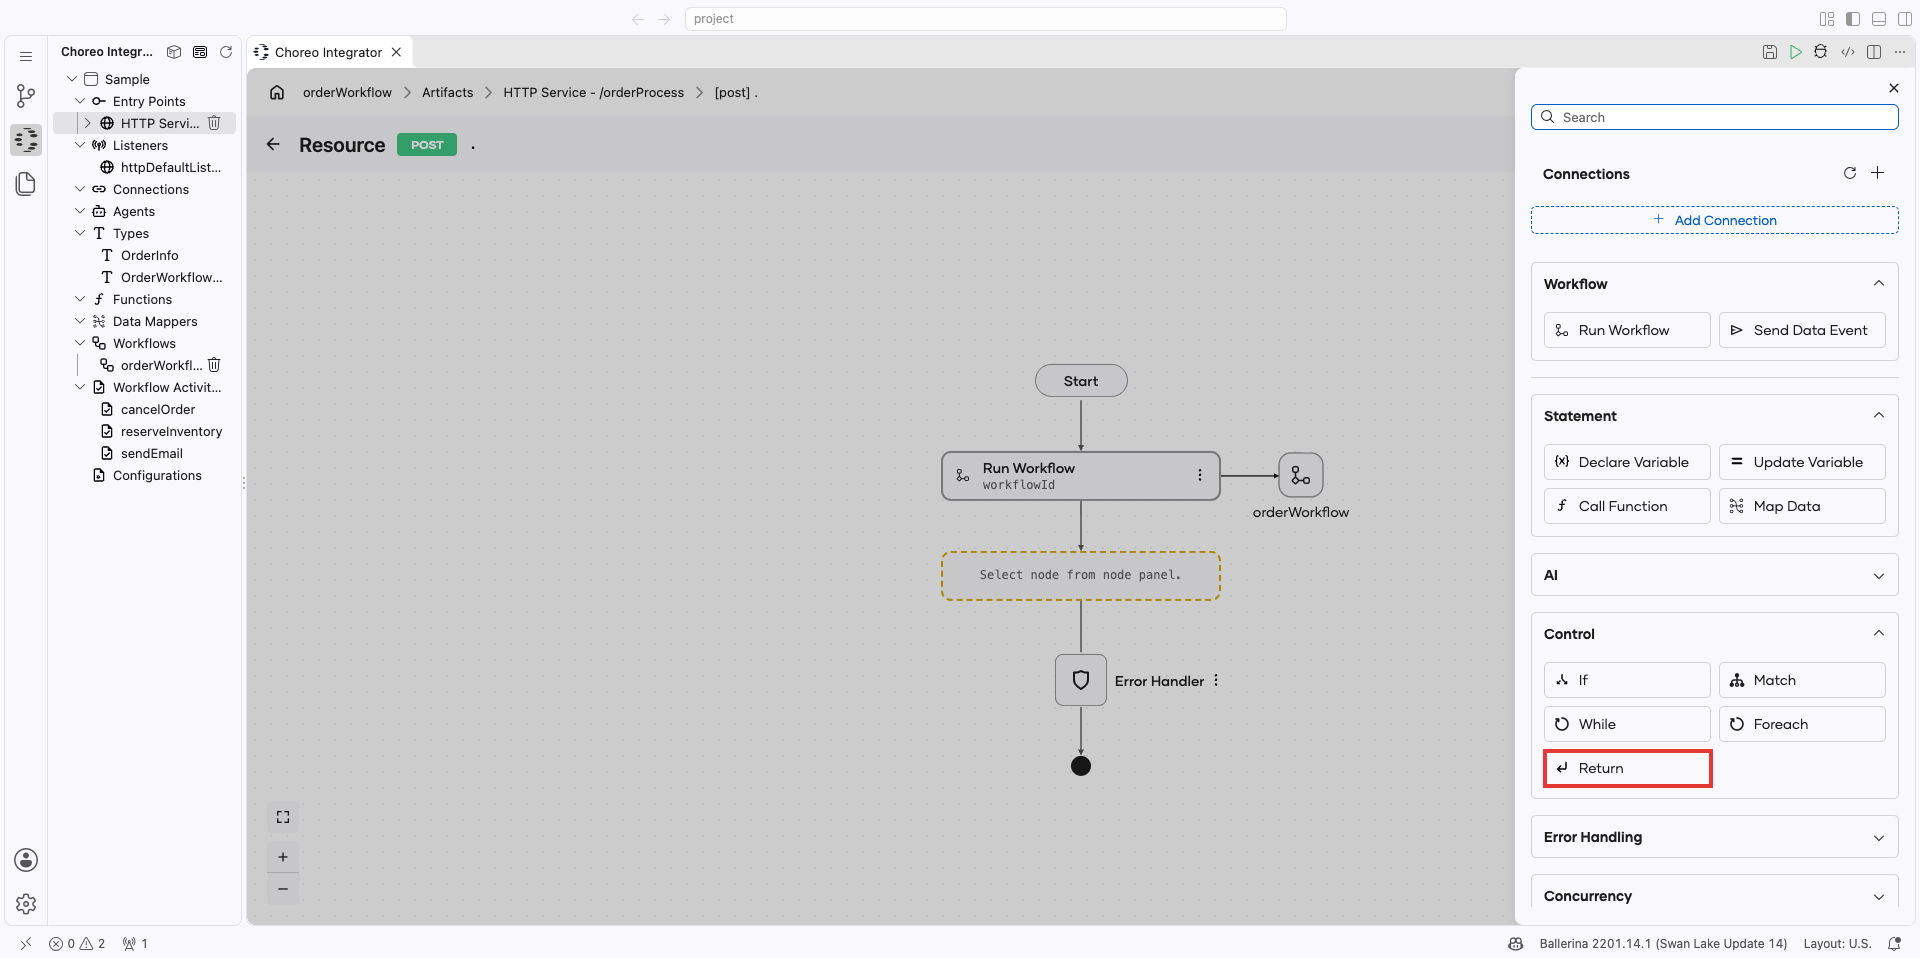 project
Choreo Integr...
Sample
Entry Points
HTTP Servi...
Listeners
httpDefaultList...
Connections
Agents
Types
OrderInfo
OrderWorkflow...
Functions
Data Mappers
Workflows
orderWorkfl...
Workflow Activit...
cancelOrder
reserveInventory
sendEmail
Configurations
Choreo Integrator
orderWorkflow
Artifacts
HTTP Service - /orderProcess
[post] .
Resource
POST
.
Start
Run Workflow
workflowId
orderWorkflow
Select node from node panel.
Error Handler
Search
Connections
Add Connection
Workflow
Run Workflow
Send Data Event
Statement
Declare Variable
Update Variable
Call Function
Map Data
AI
Control
If
Match
While
Foreach
Return
Error Handling
Concurrency
0
2
1
Ballerina 2201.14.1 (Swan Lake Update 14)
Layout: U.S.